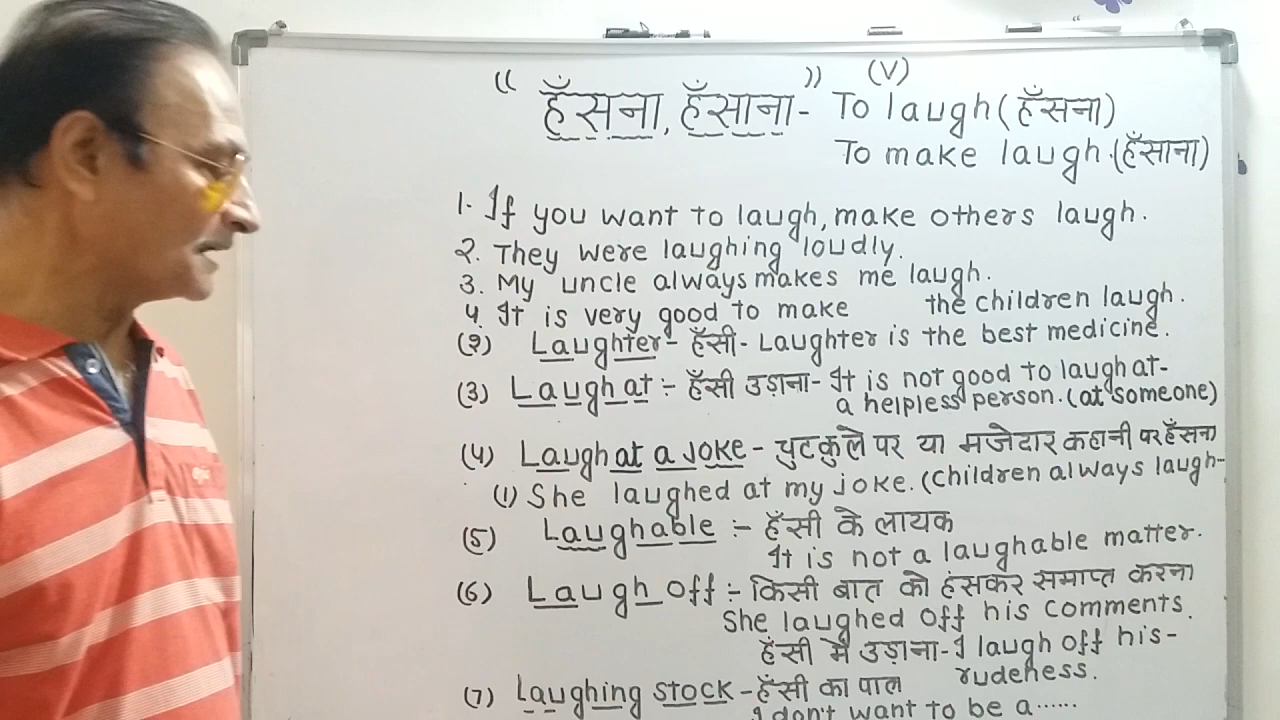 (V)
"हँसना, हँसाना-" To laugh (हँसना)
To make laugh.(हँसाना)
1. If you want to laugh, make others laugh.
2. They were laughing loudly.
3. My uncle always makes me laugh.
4. It is very good to make the children laugh.
(२) Laughter- हँसी- Laughter is the best medicine.
(3) Laugh at :- हँसी उड़ाना- It is not good to laugh at-
a helpless person. (at someone)
(4) Laugh at a joke - चुटकुले पर या मजेदार कहानी पर हँसना
(1) She laughed at my joke. (Children always laugh-
(5) Laughable :- हँसी के लायक
It is not a laughable matter.
(6) Laugh off :- किसी बात को हंसकर समाप्त करना
She laughed off his comments.
हँसी में उड़ाना- I laugh off his-
rudeness.
(7) Laughing stock - हँसी का पात्र
I don't want to be a......